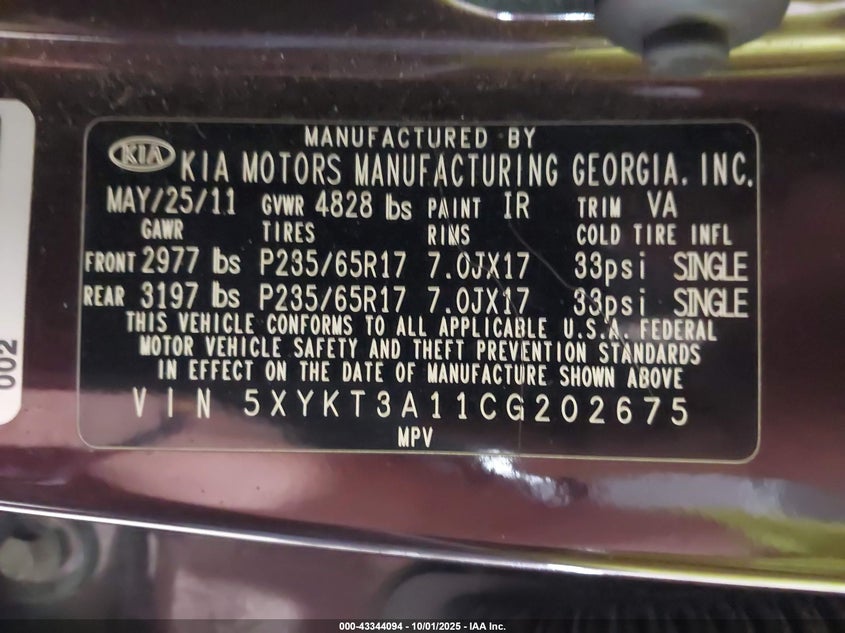 MANUFACTURED BY
KIA KIA MOTORS MANUFACTURING GEORGIA. INC.
MAY/25/11 GVWR 4828 lbs PAINT IR TRIM VA
GAWR TIRES RIMS COLD TIRE INFL
FRONT 2977 lbs P235/65R17 7.0JX17 33psi SINGLE
REAR 3197 lbs P235/65R17 7.0JX17 33psi SINGLE
THIS VEHICLE CONFORMS TO ALL APPLICABLE U.S.A. FEDERAL
MOTOR VEHICLE SAFETY AND THEFT PREVENTION STANDARDS
IN EFFECT ON THE DATE OF MANUFACTURE SHOWN ABOVE
VIN 5XYKT3A11CG202675
MPV
002
000-43344094 - 10/01/2025 - IAA Inc.